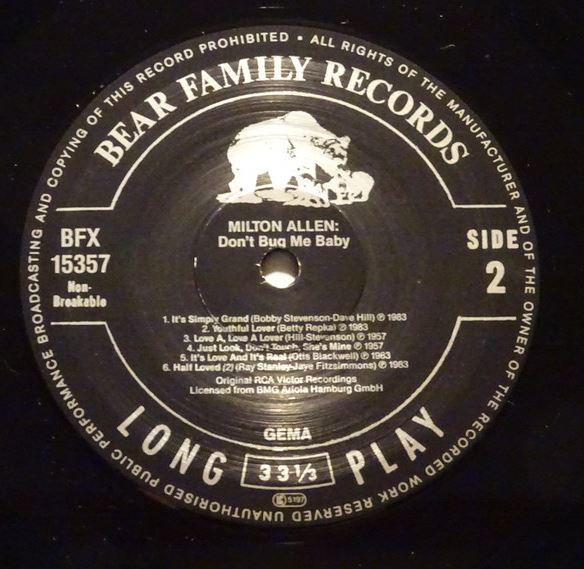 UNAUTHORISED PUBLIC PERFORMANCE BROADCASTING AND COPYING OF THIS RECORD PROHIBITED • ALL RIGHTS OF THE MANUFACTURER AND OF THE OWNER OF THE RECORDED WORK RESERVED
BEAR FAMILY RECORDS
MILTON ALLEN:
Don't Bug Me Baby
BFX
15357
Non-
Breakable
SIDE
2
1. It's Simply Grand (Bobby Stevenson-Dave Hill) ℗ 1983
2. Youthful Lover (Betty Repka) ℗ 1983
3. Love A, Love A Lover (Hill-Stevenson) ℗ 1957
4. Just Look, Don't Touch, She's Mine ℗ 1957
5. It's Love And It's Real (Otis Blackwell) ℗ 1983
6. Half Loved (2) (Ray Stanley-Jaye Fitzsimmons) ℗ 1983
Original RCA Victor Recordings
Licensed from BMG Ariola Hamburg GmbH
GEMA
LONG PLAY
33⅓
5197